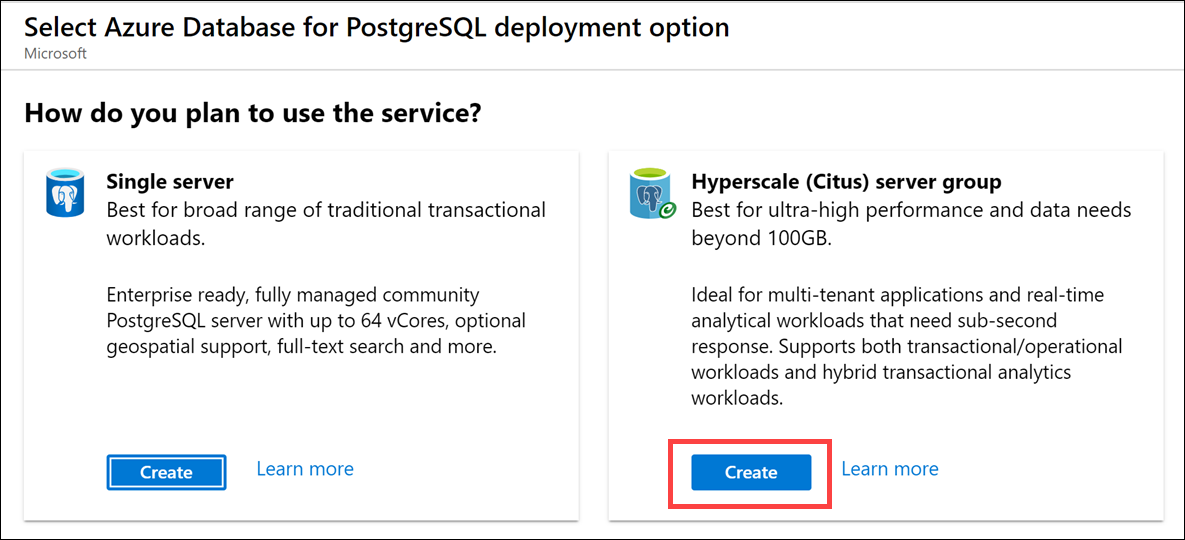 Select Azure Database for PostgreSQL deployment option
Microsoft
How do you plan to use the service?
Single server
Best for broad range of traditional transactional
workloads.
Enterprise ready, fully managed community
PostgreSQL server with up to 64 vCores, optional
geospatial support, full-text search and more.
Create
Learn more
Hyperscale (Citus) server group
Best for ultra-high performance and data needs
beyond 100GB.
Ideal for multi-tenant applications and real-time
analytical workloads that need sub-second
response. Supports both transactional/operational
workloads and hybrid transactional analytics
workloads.
Create
Learn more